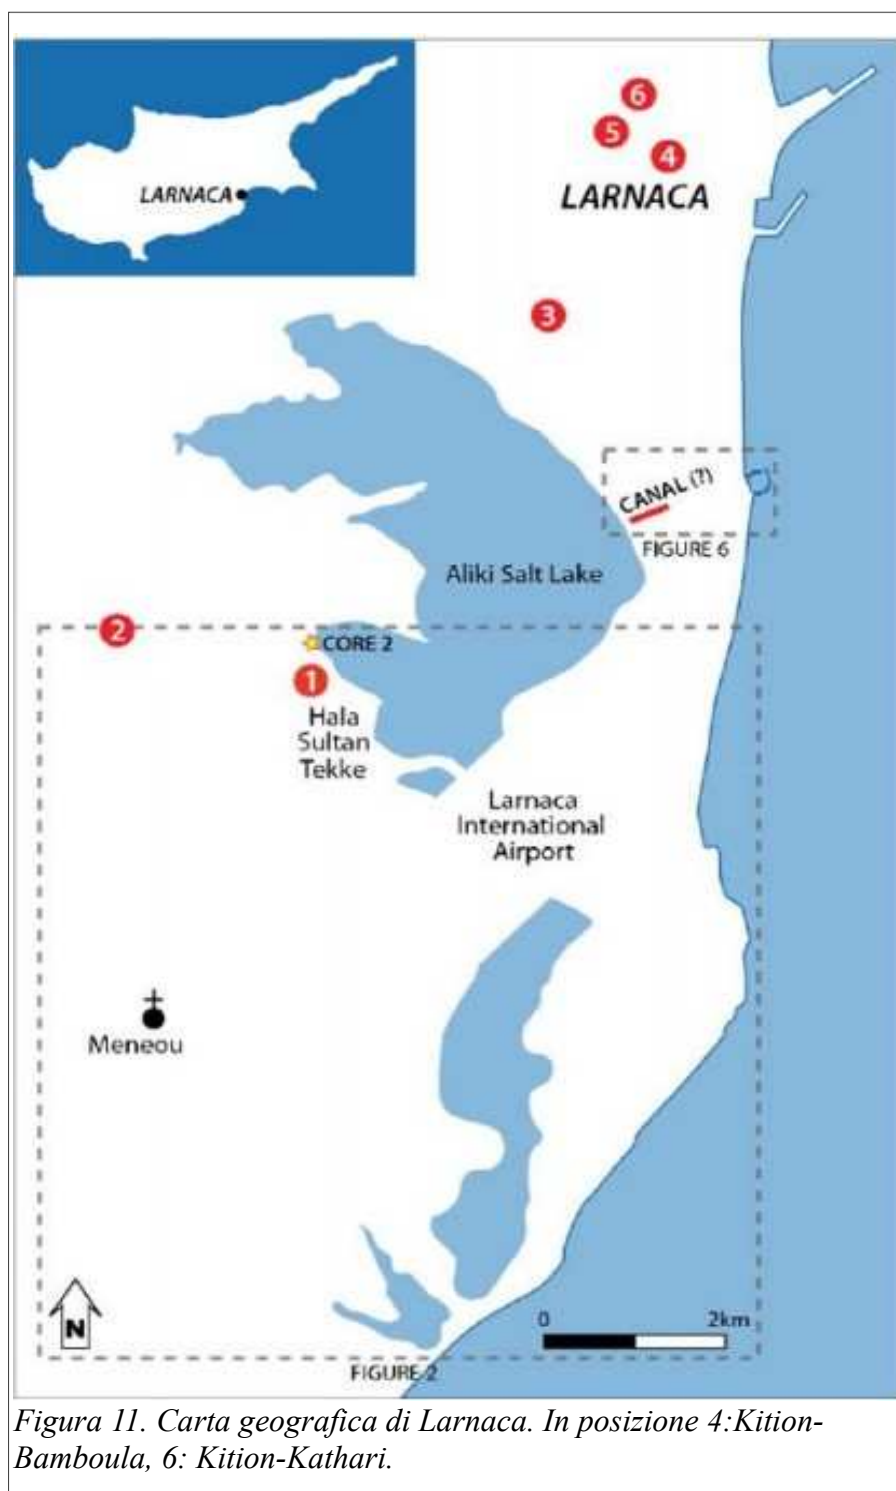 LARNACA
6
5
4
LARNACA
3
CANAL (?)
FIGURE 6
Aliki Salt Lake
2
CORE 2
1
Hala
Sultan
Tekke
Larnaca
International
Airport
Meneou
N
0 2km
FIGURE 2
Figura 11. Carta geografica di Larnaca. In posizione 4:Kition-
Bamboula, 6: Kition-Kathari.